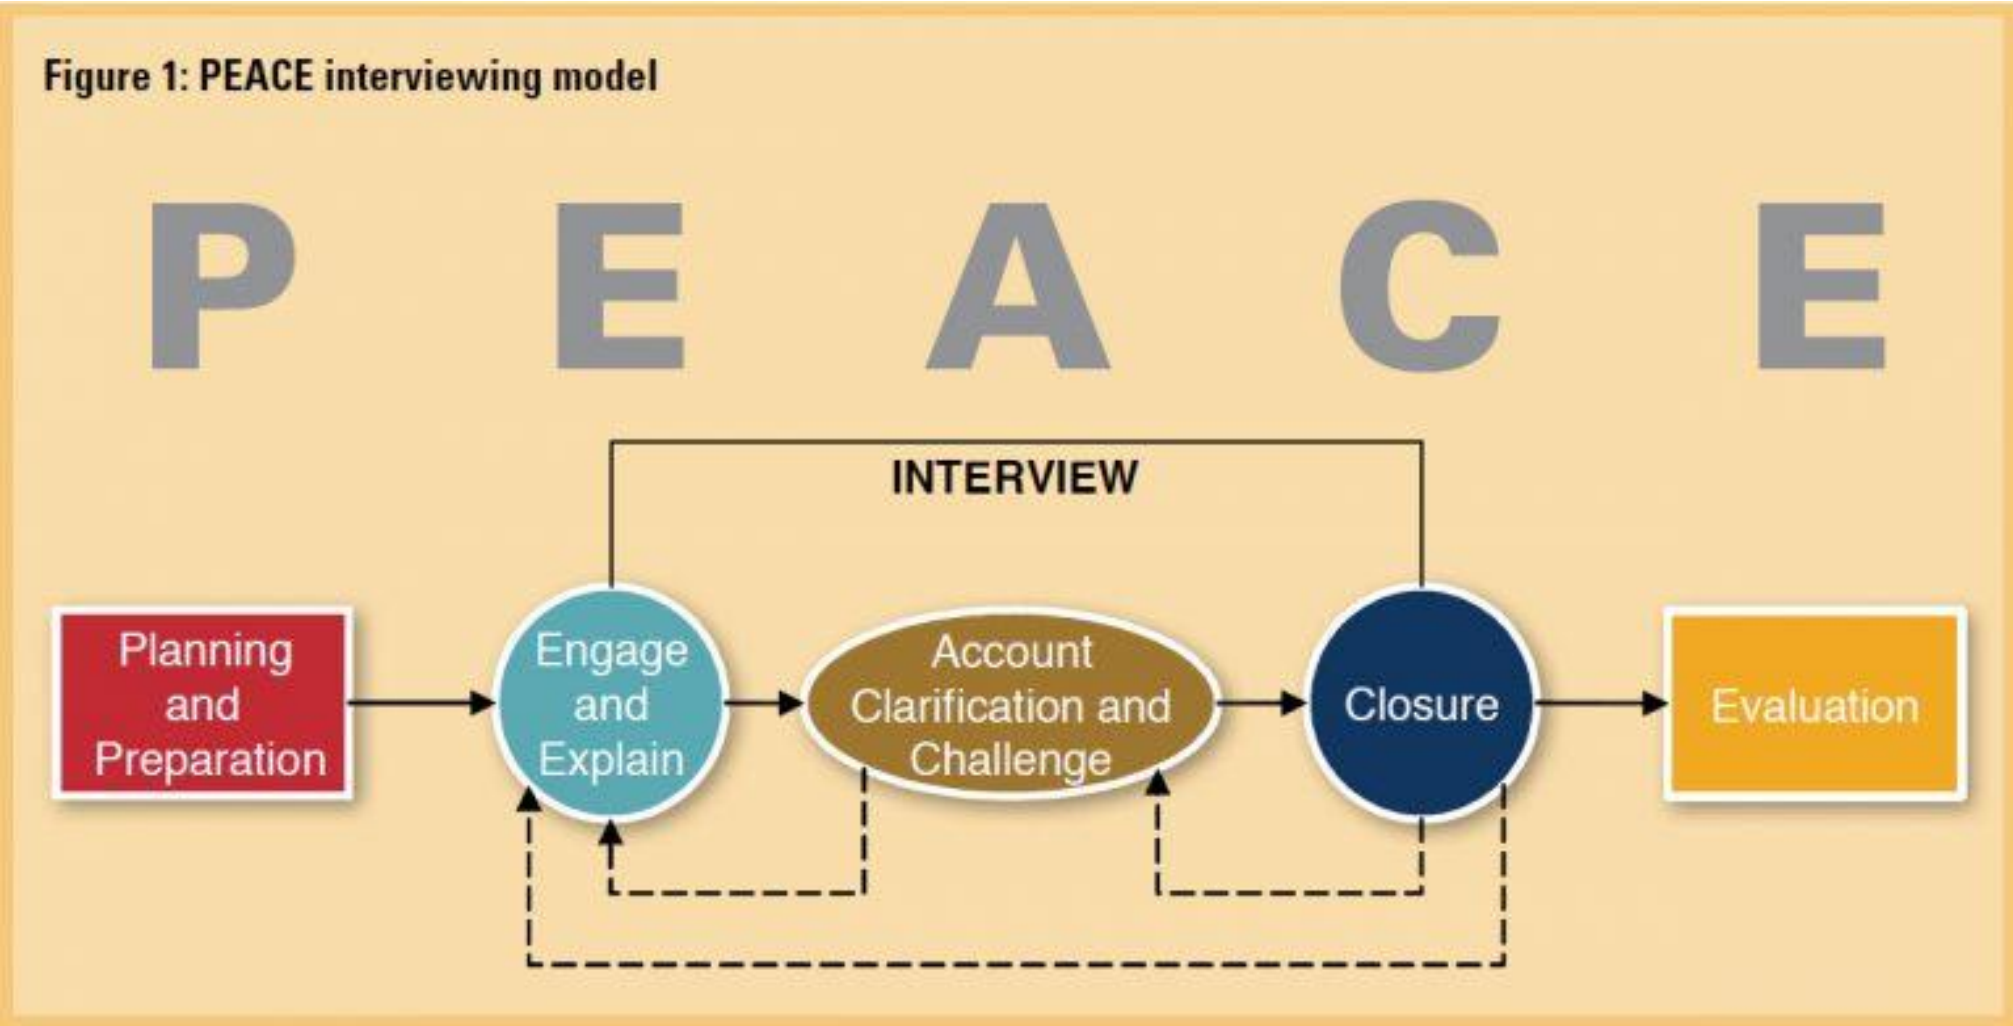 Figure 1: PEACE interviewing model
P E A C E
INTERVIEW
Planning
and
Preparation
Engage
and
Explain
Account
Clarification and
Challenge
Closure
Evaluation